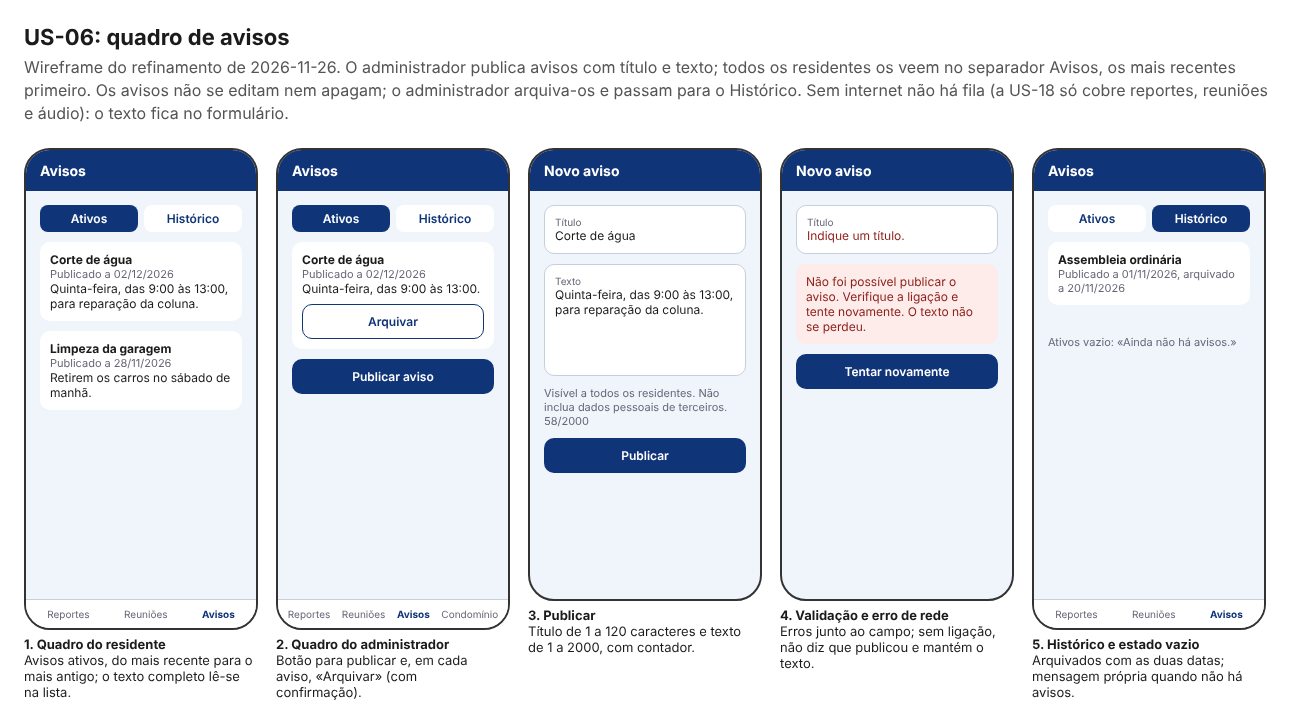 US-06: quadro de avisos
Wireframe do refinamento de 2026-11-26. O administrador publica avisos com título e texto; todos os residentes os veem no separador Avisos, os mais recentes
primeiro. Os avisos não se editam nem apagam; o administrador arquiva-os e passam para o Histórico. Sem internet não há fila (a US-18 só cobre reportes, reuniões
e áudio): o texto fica no formulário.
Avisos
Ativos
Histórico
Corte de água
Publicado a 02/12/2026
Quinta-feira, das 9:00 às 13:00,
para reparação da coluna.
Limpeza da garagem
Publicado a 28/11/2026
Retirem os carros no sábado de
manhã.
Reportes
Reuniões
Avisos
1. Quadro do residente
Avisos ativos, do mais recente para o
mais antigo; o texto completo lê-se
na lista.
Avisos
Ativos
Histórico
Corte de água
Publicado a 02/12/2026
Quinta-feira, das 9:00 às 13:00.
Arquivar
Publicar aviso
Reportes
Reuniões
Avisos
Condomínio
2. Quadro do administrador
Botão para publicar e, em cada
aviso, «Arquivar» (com
confirmação).
Novo aviso
Título
Corte de água
Texto
Quinta-feira, das 9:00 às 13:00,
para reparação da coluna.
Visível a todos os residentes. Não
inclua dados pessoais de terceiros.
58/2000
Publicar
3. Publicar
Título de 1 a 120 caracteres e texto
de 1 a 2000, com contador.
Novo aviso
Título
Indique um título.
Não foi possível publicar o
aviso. Verifique a ligação e
tente novamente. O texto não
se perdeu.
Tentar novamente
4. Validação e erro de rede
Erros junto ao campo; sem ligação,
não diz que publicou e mantém o
texto.
Avisos
Ativos
Histórico
Assembleia ordinária
Publicado a 01/11/2026, arquivado
a 20/11/2026
Ativos vazio: «Ainda não há avisos.»
Reportes
Reuniões
Avisos
5. Histórico e estado vazio
Arquivados com as duas datas;
mensagem própria quando não há
avisos.